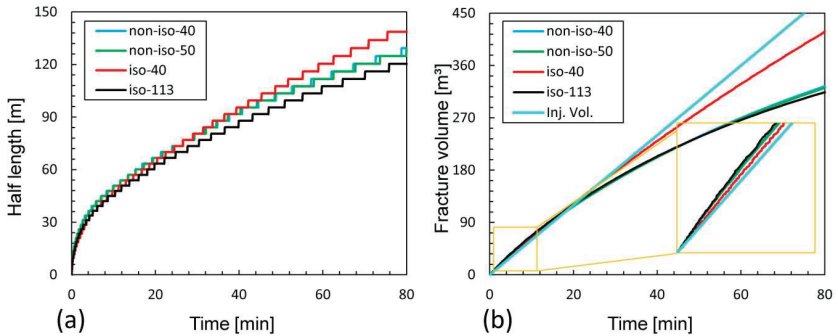 150
120
90
60
30
0
Half length [m]
non-iso-40
non-iso-50
iso-40
iso-113
0 20 40 60 80
(a) Time [min]
450
360
270
180
90
0
Fracture volume [m³]
non-iso-40
non-iso-50
iso-40
iso-113
Inj. Vol.
0 20 40 60 80
(b) Time [min]